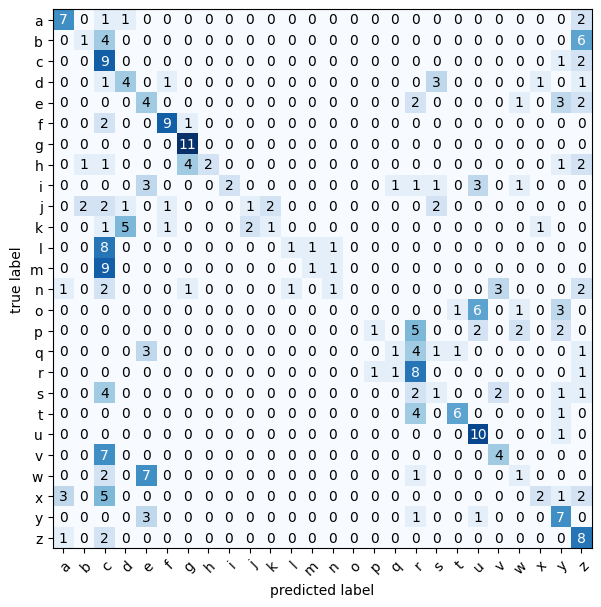 true label
a 7 0 1 1 0 0 0 0 0 0 0 0 0 0 0 0 0 0 0 0 0 0 0 0 0 2
b 0 1 4 0 0 0 0 0 0 0 0 0 0 0 0 0 0 0 0 0 0 0 0 0 0 6
c 0 0 9 0 0 0 0 0 0 0 0 0 0 0 0 0 0 0 0 0 0 0 0 0 1 2
d 0 0 1 4 0 1 0 0 0 0 0 0 0 0 0 0 0 0 3 0 0 0 0 1 0 1
e 0 0 0 0 4 0 0 0 0 0 0 0 0 0 0 0 0 2 0 0 0 0 1 0 3 2
f 0 0 2 0 0 9 1 0 0 0 0 0 0 0 0 0 0 0 0 0 0 0 0 0 0 0
g 0 0 0 0 0 0 11 0 0 0 0 0 0 0 0 0 0 0 0 0 0 0 0 0 0 0
h 0 1 1 0 0 0 4 2 0 0 0 0 0 0 0 0 0 0 0 0 0 0 0 0 1 2
i 0 0 0 0 3 0 0 0 2 0 0 0 0 0 0 0 1 1 1 0 3 0 1 0 0 0
j 0 2 2 1 0 1 0 0 0 1 2 0 0 0 0 0 0 0 2 0 0 0 0 0 0 0
k 0 0 1 5 0 1 0 0 0 2 1 0 0 0 0 0 0 0 0 0 0 0 0 1 0 0
l 0 0 8 0 0 0 0 0 0 0 0 1 1 1 0 0 0 0 0 0 0 0 0 0 0 0
m 0 0 9 0 0 0 0 0 0 0 0 0 1 1 0 0 0 0 0 0 0 0 0 0 0 0
n 1 0 2 0 0 0 1 0 0 0 0 1 0 1 0 0 0 0 0 0 0 3 0 0 0 2
o 0 0 0 0 0 0 0 0 0 0 0 0 0 0 0 0 0 0 0 1 6 0 1 0 3 0
p 0 0 0 0 0 0 0 0 0 0 0 0 0 0 0 1 0 5 0 0 2 0 2 0 2 0
q 0 0 0 0 3 0 0 0 0 0 0 0 0 0 0 0 1 4 1 1 0 0 0 0 0 1
r 0 0 0 0 0 0 0 0 0 0 0 0 0 0 0 1 1 8 0 0 0 0 0 0 0 1
s 0 0 4 0 0 0 0 0 0 0 0 0 0 0 0 0 0 2 1 0 0 2 0 0 1 1
t 0 0 0 0 0 0 0 0 0 0 0 0 0 0 0 0 0 4 0 6 0 0 0 0 1 0
u 0 0 0 0 0 0 0 0 0 0 0 0 0 0 0 0 0 0 0 0 10 0 0 0 1 0
v 0 0 7 0 0 0 0 0 0 0 0 0 0 0 0 0 0 0 0 0 0 4 0 0 0 0
w 0 0 2 0 7 0 0 0 0 0 0 0 0 0 0 0 0 1 0 0 0 0 1 0 0 0
x 3 0 5 0 0 0 0 0 0 0 0 0 0 0 0 0 0 0 0 0 0 0 0 2 1 2
y 0 0 0 0 3 0 0 0 0 0 0 0 0 0 0 0 0 1 0 0 1 0 0 0 7 0
z 1 0 2 0 0 0 0 0 0 0 0 0 0 0 0 0 0 0 0 0 0 0 0 0 0 8
a b c d e f g h i j k l m n o p q r s t u v w x y z
predicted label